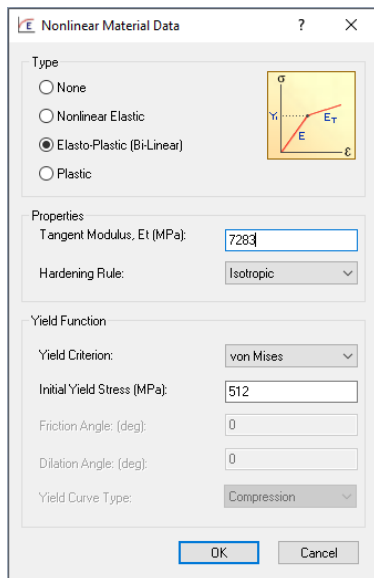 Nonlinear Material Data ? ×
Type
None
Nonlinear Elastic
Elasto-Plastic (Bi-Linear)
Plastic
σ
Yᵢ
E_T
E
ε
Properties
Tangent Modulus, Et (MPa): 7283
Hardening Rule: Isotropic
Yield Function
Yield Criterion: von Mises
Initial Yield Stress (MPa): 512
Friction Angle: (deg): 0
Dilation Angle: (deg): 0
Yield Curve Type: Compression
OK Cancel